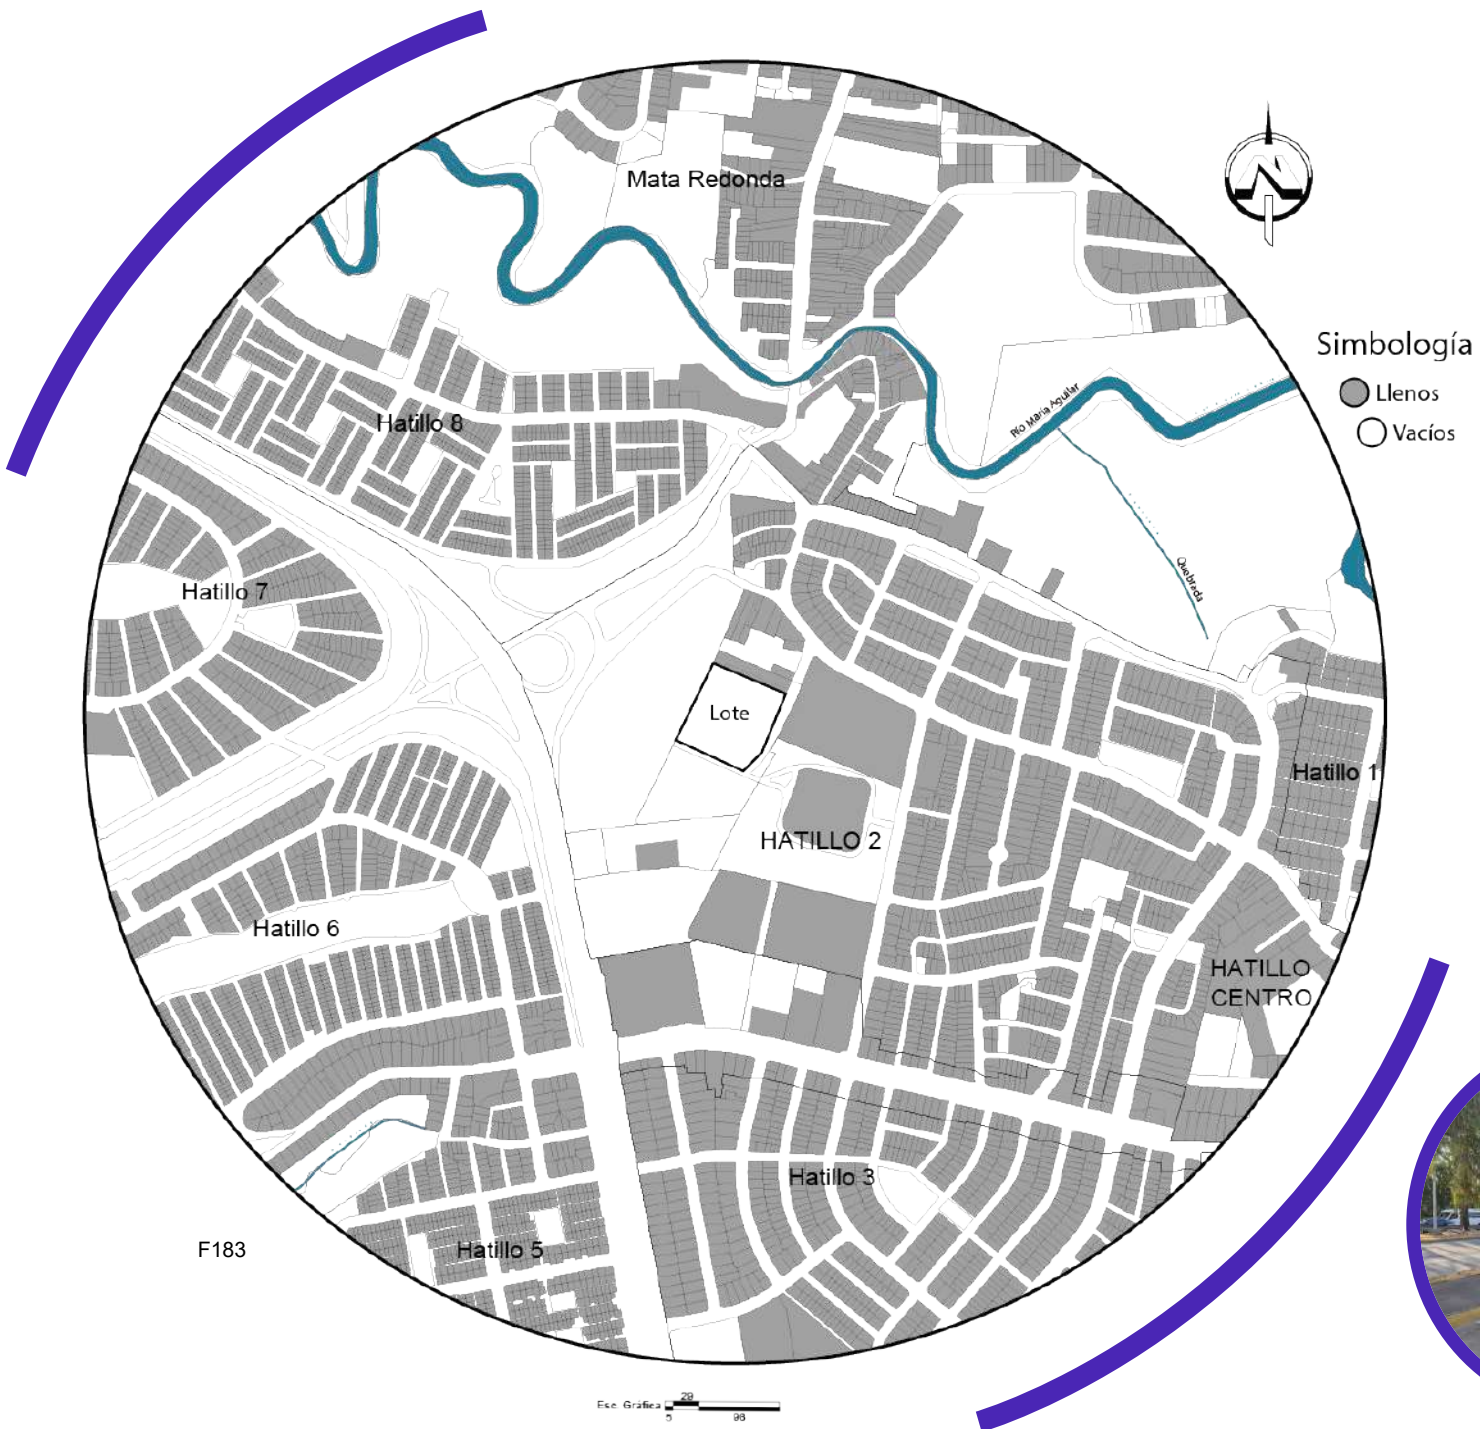 Mata Redonda
Simbología
Llenos
Vacíos
Hatillo 8
Río María Aguilar
Quebrada
Hatillo 7
Lote
Hatillo 1
HATILLO 2
Hatillo 6
HATILLO
CENTRO
Hatillo 3
F183
Hatillo 5
Esc. Gráfica
29
5
98